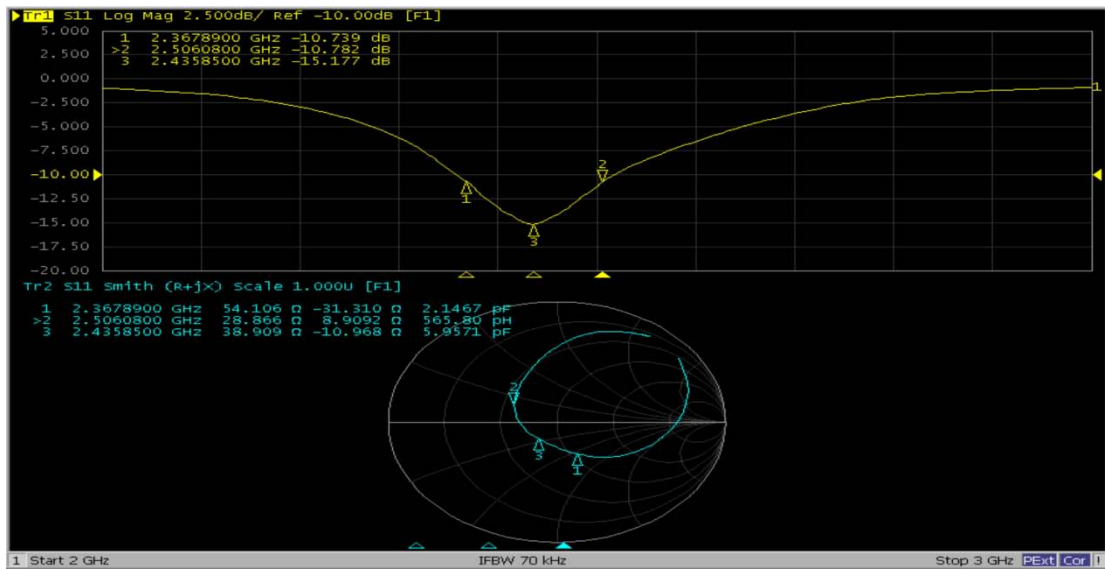 Tr1 S11 Log Mag 2.500dB/ Ref -10.00dB [F1]
5.000
2.500
0.000
-2.500
-5.000
-7.500
-10.00
-12.50
-15.00
-17.50
-20.00
1 2.3678900 GHz -10.739 dB
>2 2.5060800 GHz -10.782 dB
3 2.4358500 GHz -15.177 dB
1
2
1
3
Tr2 S11 Smith (R+jX) Scale 1.000U [F1]
1 2.3678900 GHz 54.106 Ω -31.310 Ω 2.1467 pF
>2 2.5060800 GHz 28.866 Ω 8.9092 Ω 565.80 pH
3 2.4358500 GHz 38.909 Ω -10.968 Ω 5.9571 pF
2
3
1
1 Start 2 GHz IFBW 70 kHz Stop 3 GHz PExt Cor !